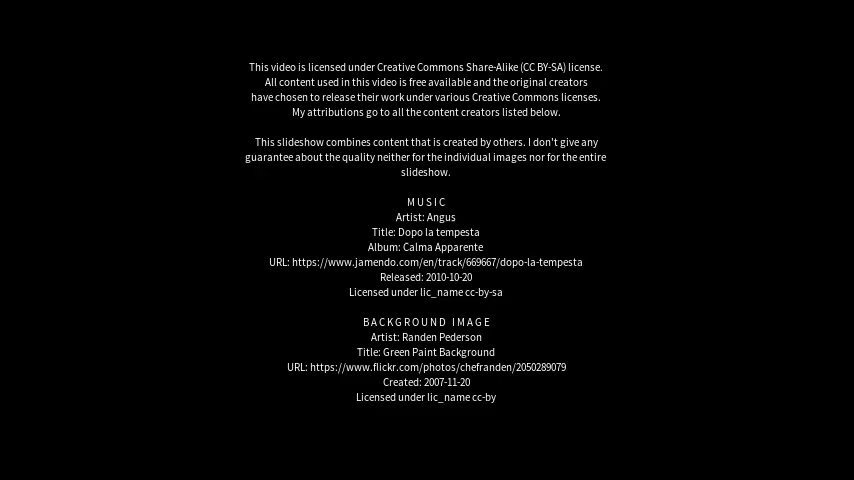 This video is licensed under Creative Commons Share-Alike (CC BY-SA) license.
All content used in this video is free available and the original creators
have chosen to release their work under various Creative Commons licenses.
My attributions go to all the content creators listed below.
This slideshow combines content that is created by others. I don't give any
guarantee about the quality neither for the individual images nor for the entire
slideshow.
MUSIC
Artist: Angus
Title: Dopo la tempesta
Album: Calma Apparente
URL: https://www.jamendo.com/en/track/669667/dopo-la-tempesta
Released: 2010-10-20
Licensed under lic_name cc-by-sa
BACKGROUND IMAGE
Artist: Randen Pederson
Title: Green Paint Background
URL: https://www.flickr.com/photos/chefranden/2050289079
Created: 2007-11-20
Licensed under lic_name cc-by